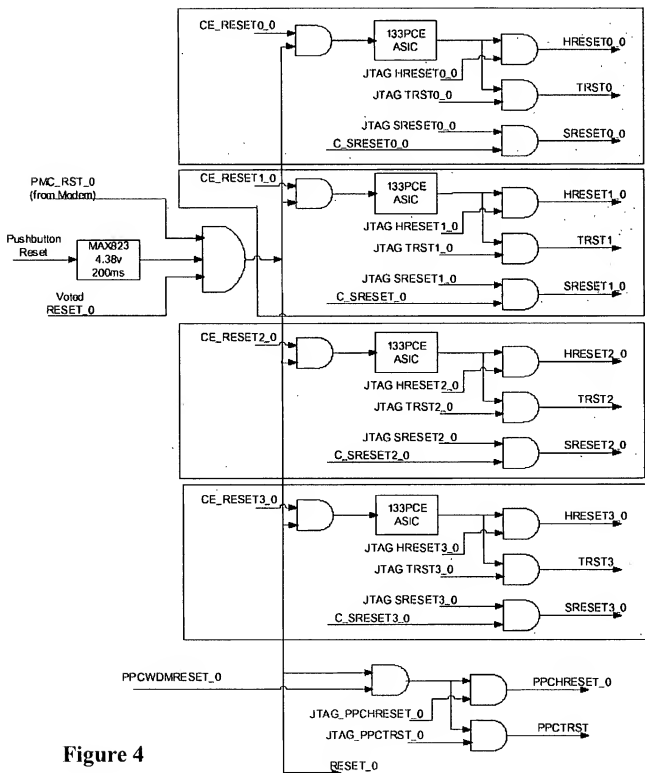 CE_RESET0_0
133PCE
ASIC
HRESET0_0
JTAG HRESET0_0
JTAG TRST0_0
TRST0
JTAG SRESET0_0
C_SRESET0_0
SRESET0_0
PMC_RST_0
(from Modem)
Pushbutton
Reset
MAX823
4.38v
200ms
Voted
RESET_0
CE_RESET1_0
133PCE
ASIC
HRESET1_0
JTAG HRESET1_0
JTAG TRST1_0
TRST1
JTAG SRESET1_0
C_SRESET_0
SRESET1_0
CE_RESET2_0
133PCE
ASIC
HRESET2_0
JTAG HRESET2_0
JTAG TRST2_0
TRST2
JTAG SRESET2_0
C_SRESET2_0
SRESET2_0
CE_RESET3_0
133PCE
ASIC
HRESET3_0
JTAG HRESET3_0
JTAG TRST3_0
TRST3
JTAG SRESET3_0
C_SRESET3_0
SRESET3_0
PPCWDMRESET_0
PPCHRESET_0
JTAG_PPCHRESET_0
JTAG_PPCTRST_0
PPCTRST
RESET_0
Figure 4